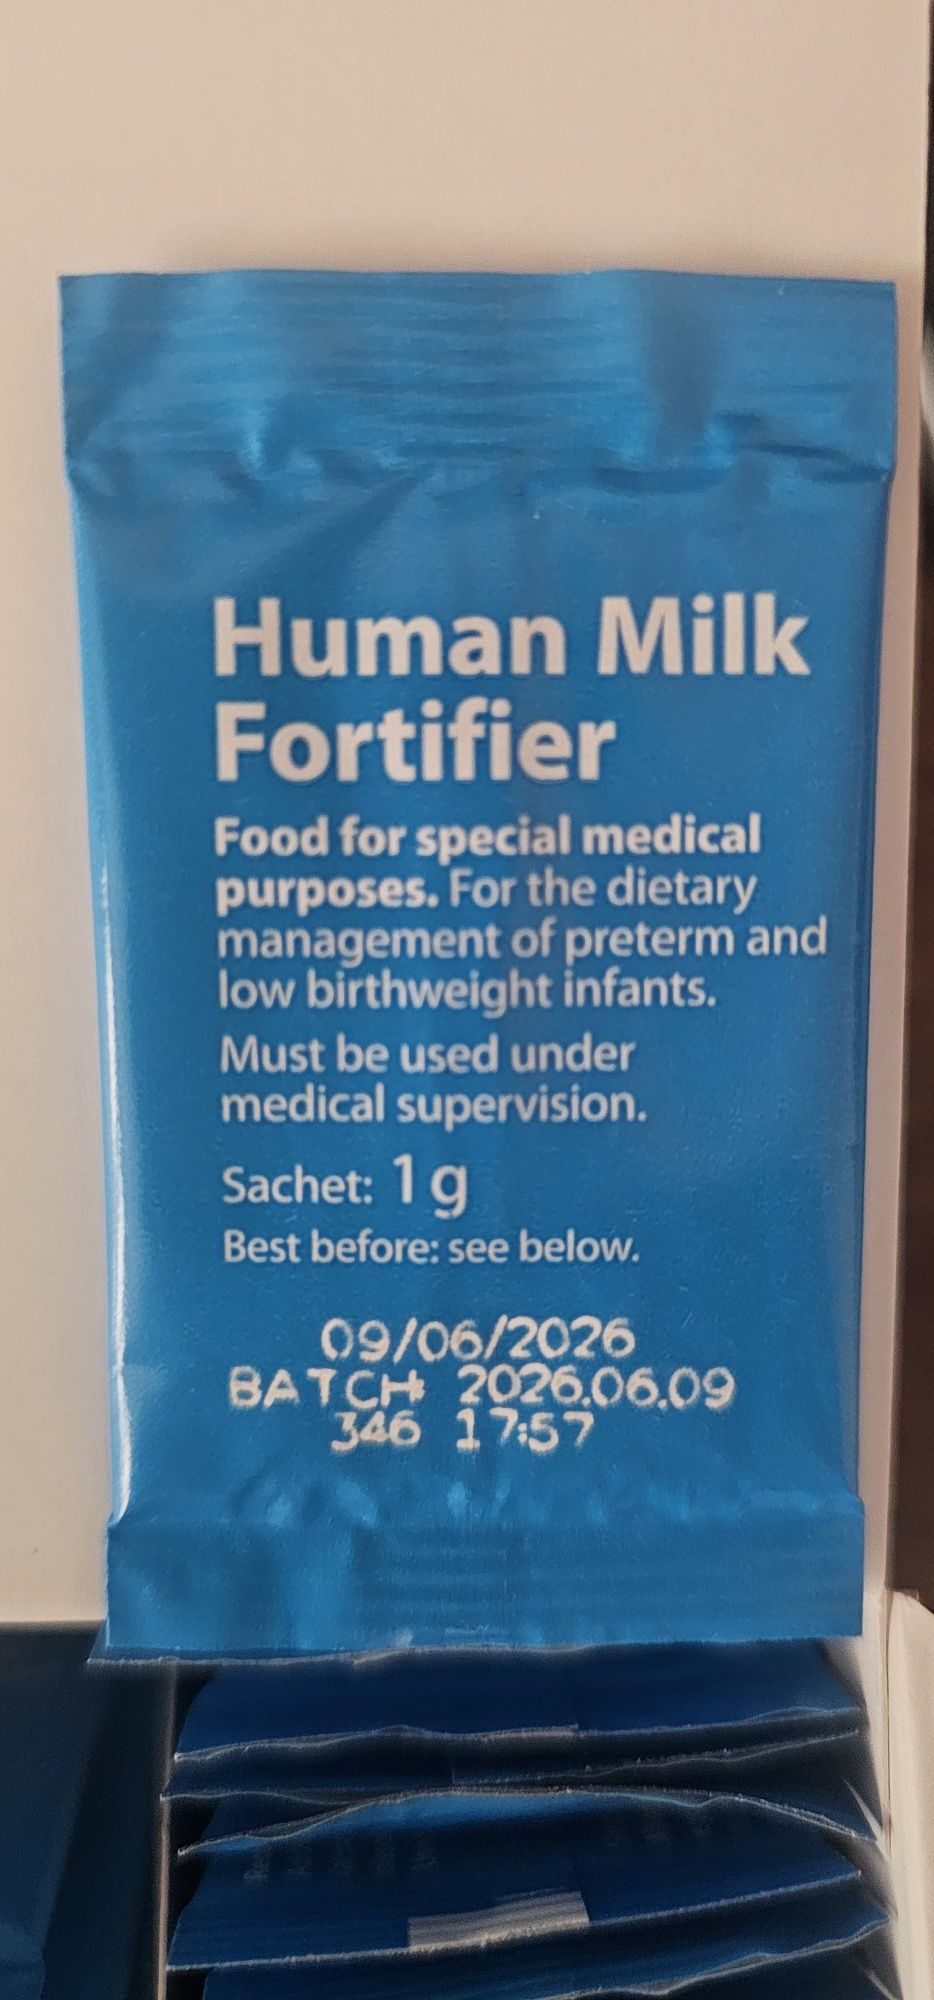 Human Milk
Fortifier
Food for special medical
purposes. For the dietary
management of preterm and
low birthweight infants.
Must be used under
medical supervision.
Sachet: 1 g
Best before: see below.
09/06/2026
BATCH: 2026.06.09
346 17:57